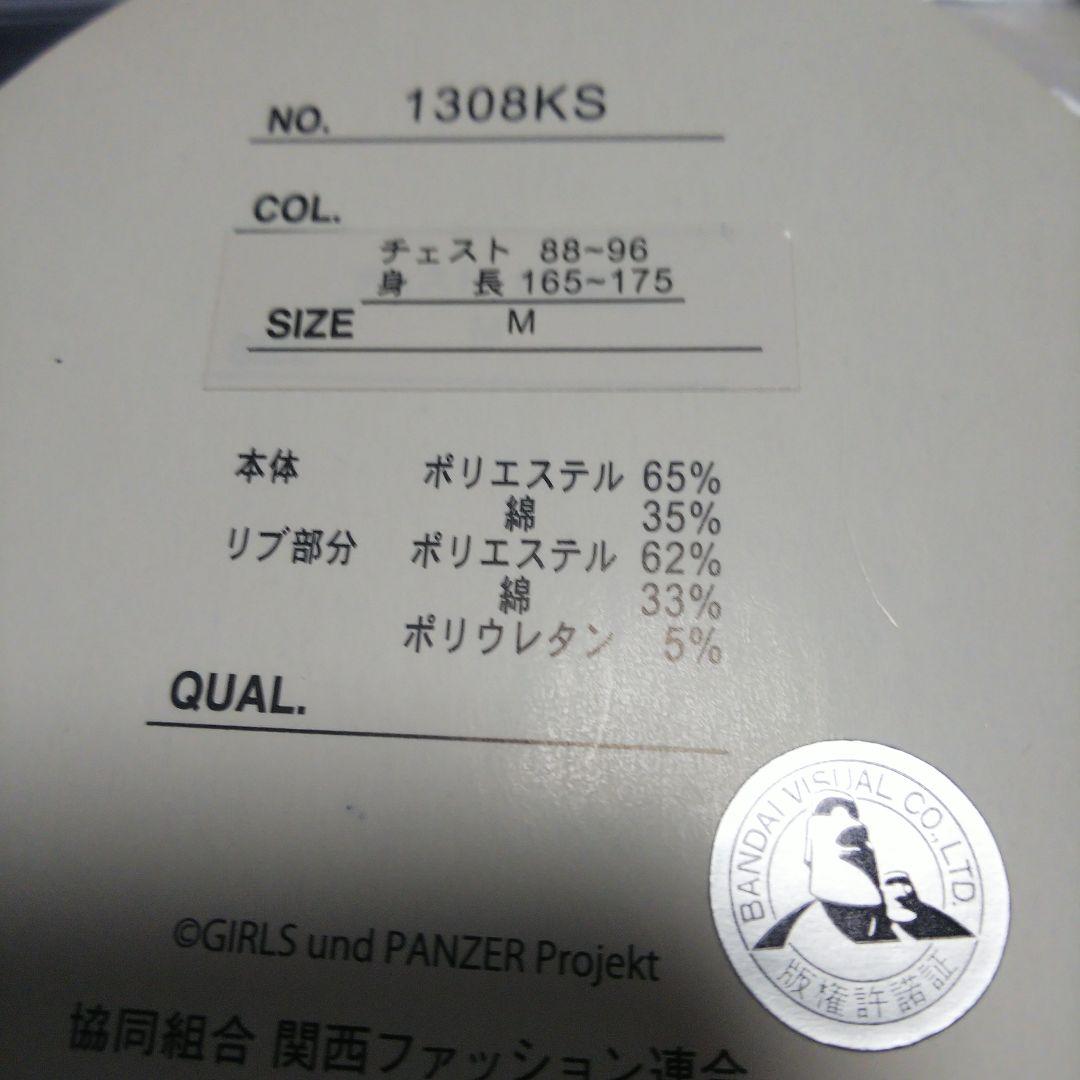 NO. 1308KS
COL.
チェスト 88~96
身 長 165~175
SIZE M
本体 ポリエステル 65%
綿 35%
リブ部分 ポリエステル 62%
綿 33%
ポリウレタン 5%
QUAL.
BANDAI VISUAL CO.,LTD.
版権許諾証
©GIRLS und PANZER Projekt
協同組合 関西ファッション連合